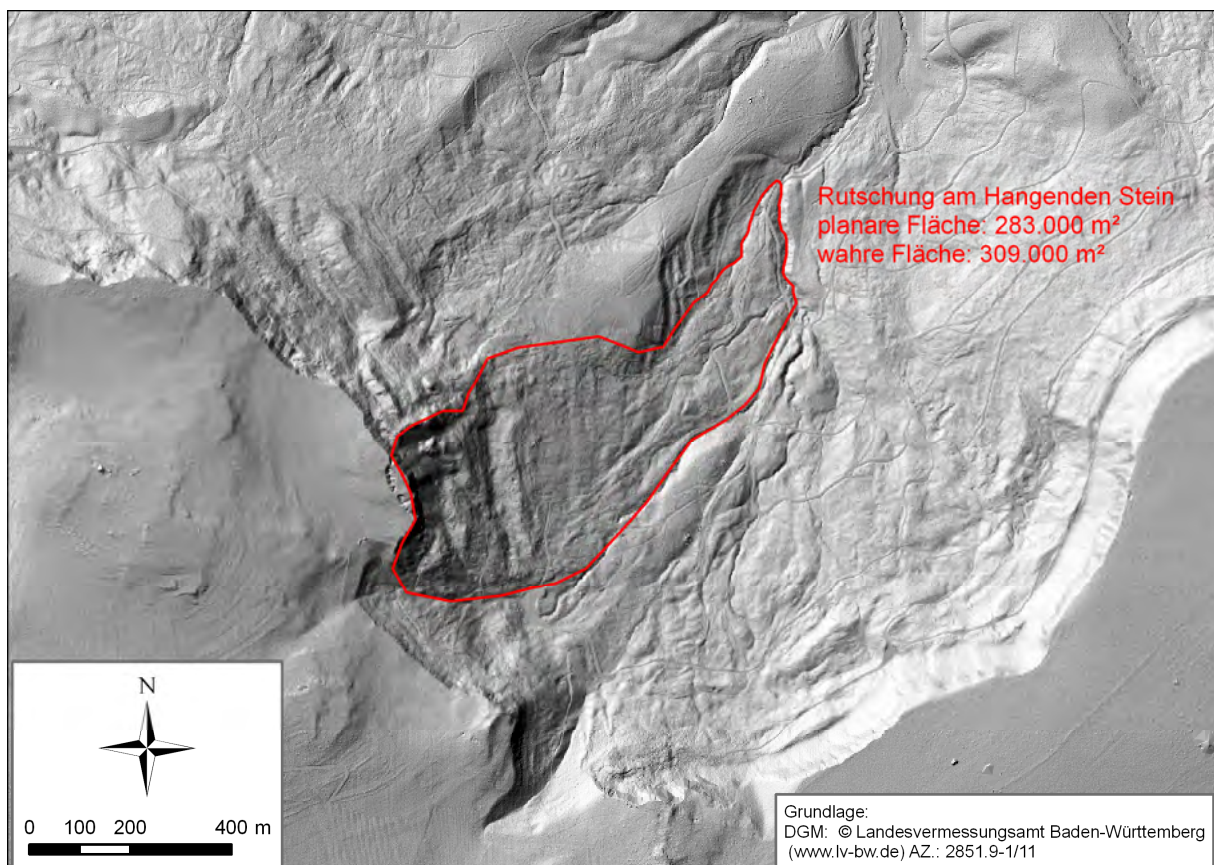 Rutschung am Hangenden Stein
planare Fläche: 283.000 m²
wahre Fläche: 309.000 m²
N
0 100 200 400 m
Grundlage:
DGM: © Landesvermessungsamt Baden-Württemberg
(www.lv-bw.de) AZ.: 2851.9-1/11